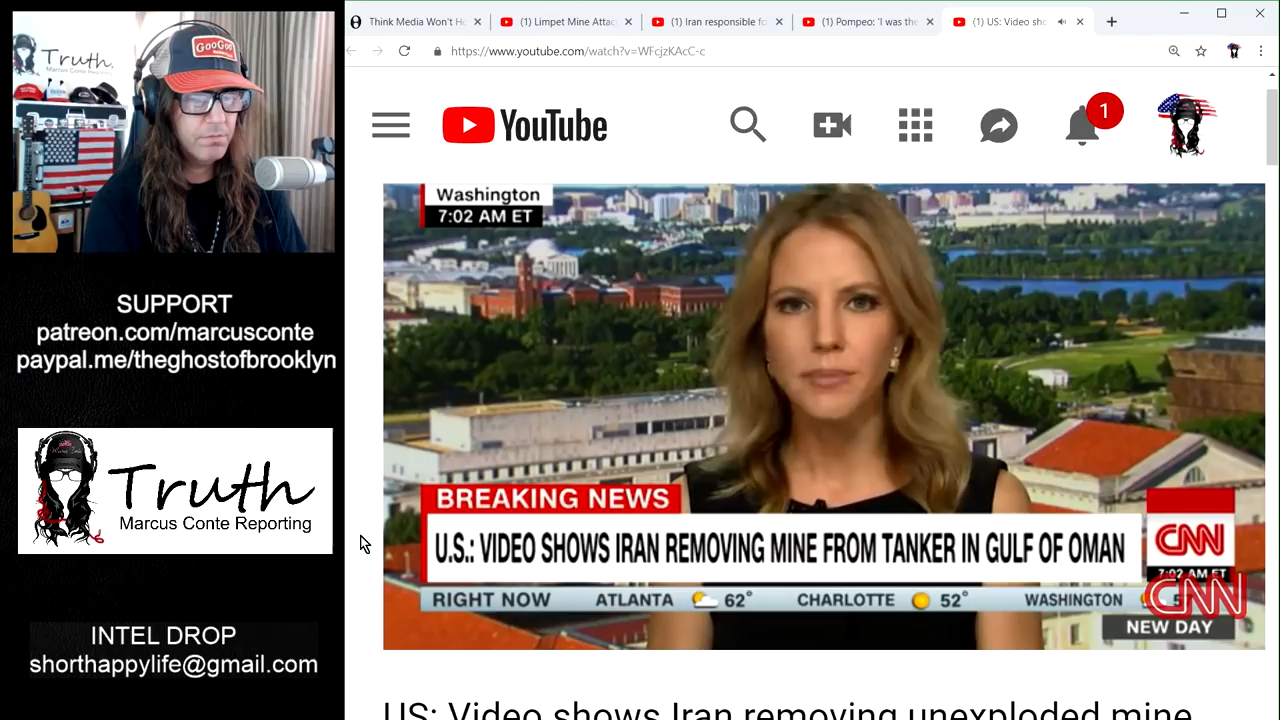 Truth.
Marcus Conte Reporting
GooGoo
SUPPORT
patreon.com/marcusconte
paypal.me/theghostofbrooklyn
Truth
Marcus Conte Reporting
INTEL DROP
shorthappylife@gmail.com
Think Media Won't H
(1) Limpet Mine Attac
(1) Iran responsible fo
(1) Pompeo: 'I was the
(1) US: Video sho
https://www.youtube.com/watch?v=WFcjzKAcC-c
YouTube
1
Washington
7:02 AM ET
BREAKING NEWS
U.S.: VIDEO SHOWS IRAN REMOVING MINE FROM TANKER IN GULF OF OMAN
CNN
7:02 AM ET
RIGHT NOW ATLANTA 62° CHARLOTTE 52° WASHINGTON
CNN
NEW DAY
US: Video shows Iran removing unexploded mine